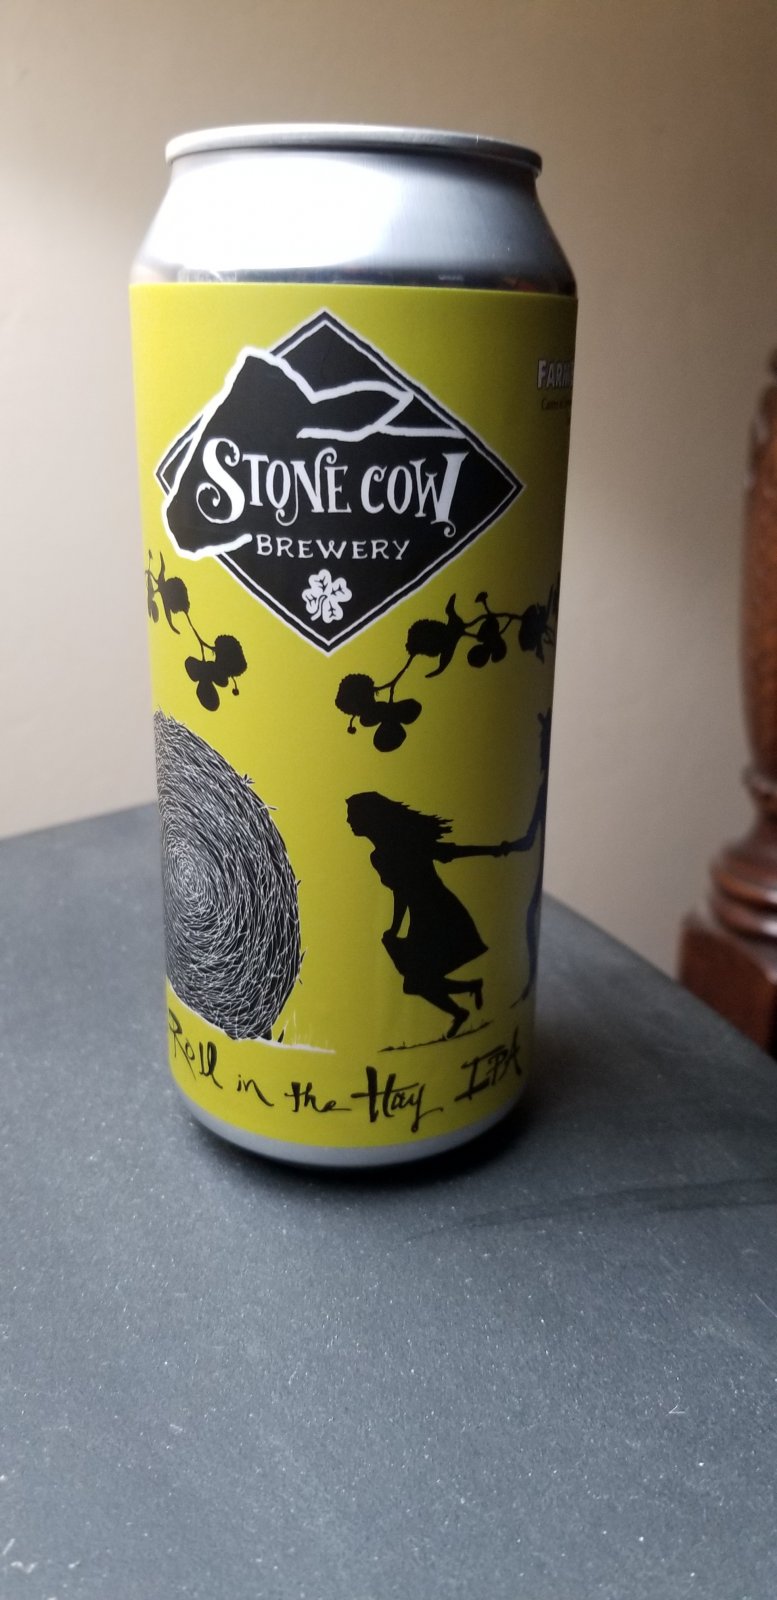 STONE COW
BREWERY
Roll in the Hay IPA